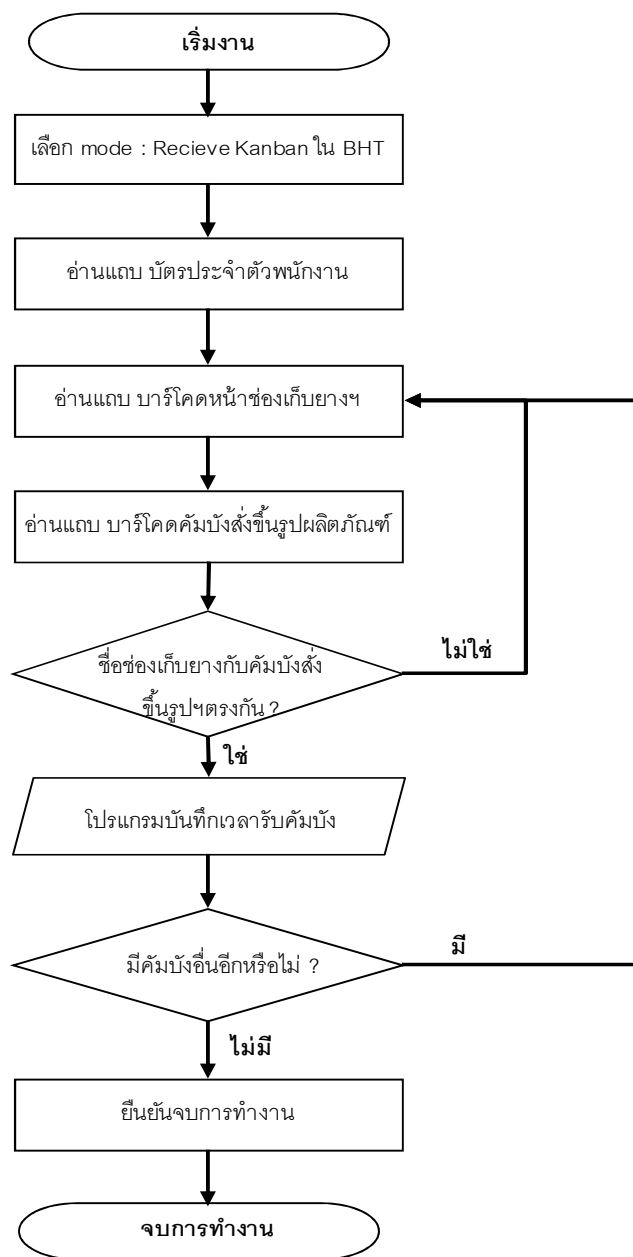 เริ่มงาน
เลือก mode : Recieve Kanban ใน BHT
อ่านแถบ บัตรประจำตัวพนักงาน
อ่านแถบ บาร์โคดหน้าช่องเก็บยางฯ
อ่านแถบ บาร์โคดคัมบังสั่งขึ้นรูปผลิตภัณฑ์
ไม่ใช่
ชื่อช่องเก็บยางกับคัมบังสั่ง
ขึ้นรูปฯตรงกัน ?
ใช่
โปรแกรมบันทึกเวลารับคัมบัง
มี
มีคัมบังอื่นอีกหรือไม่ ?
ไม่มี
ยืนยันจบการทำงาน
จบการทำงาน